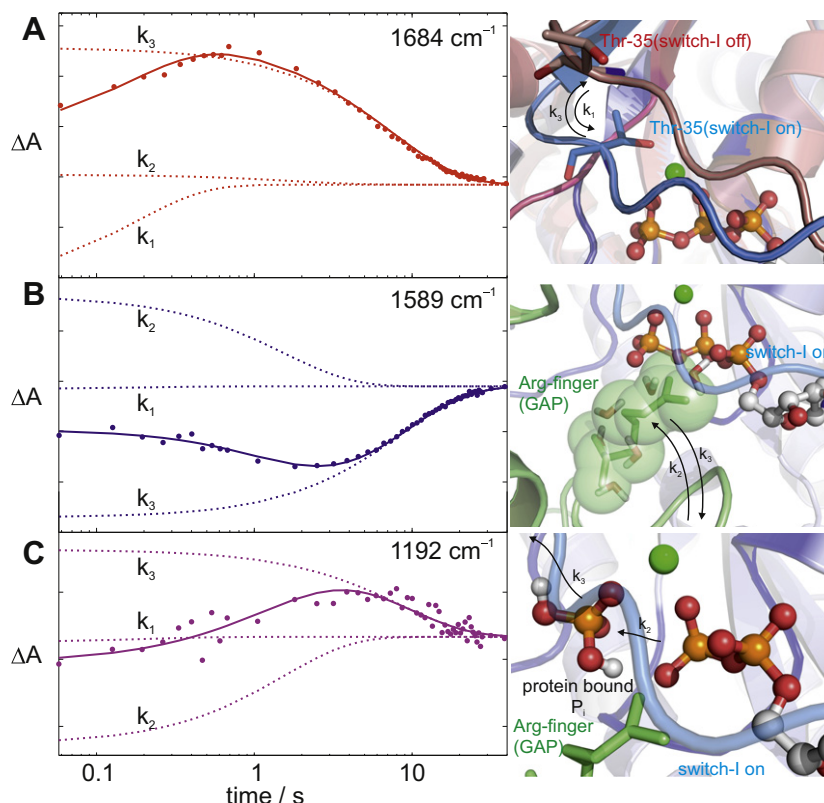 A
k₃
1684 cm⁻¹
ΔA
k₂
k₁
Thr-35(switch-I off)
k₃
k₁
Thr-35(switch-I on)
B
1589 cm⁻¹
k₂
ΔA
k₁
k₃
switch-I on
Arg-finger
(GAP)
k₃
k₂
C
1192 cm⁻¹
k₃
k₁
ΔA
k₂
0.1
1
10
time / s
k₃
k₂
protein bound
Pᵢ
Arg-finger
(GAP)
switch-I on